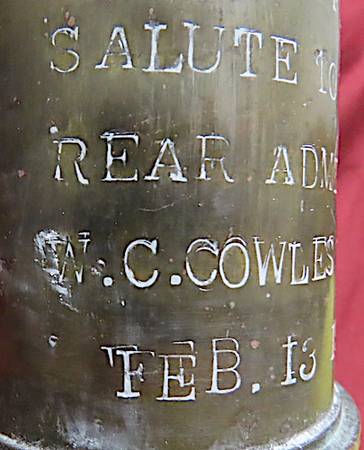 SALUTE to
REAR ADM
W.C.COWLES
FEB. 13